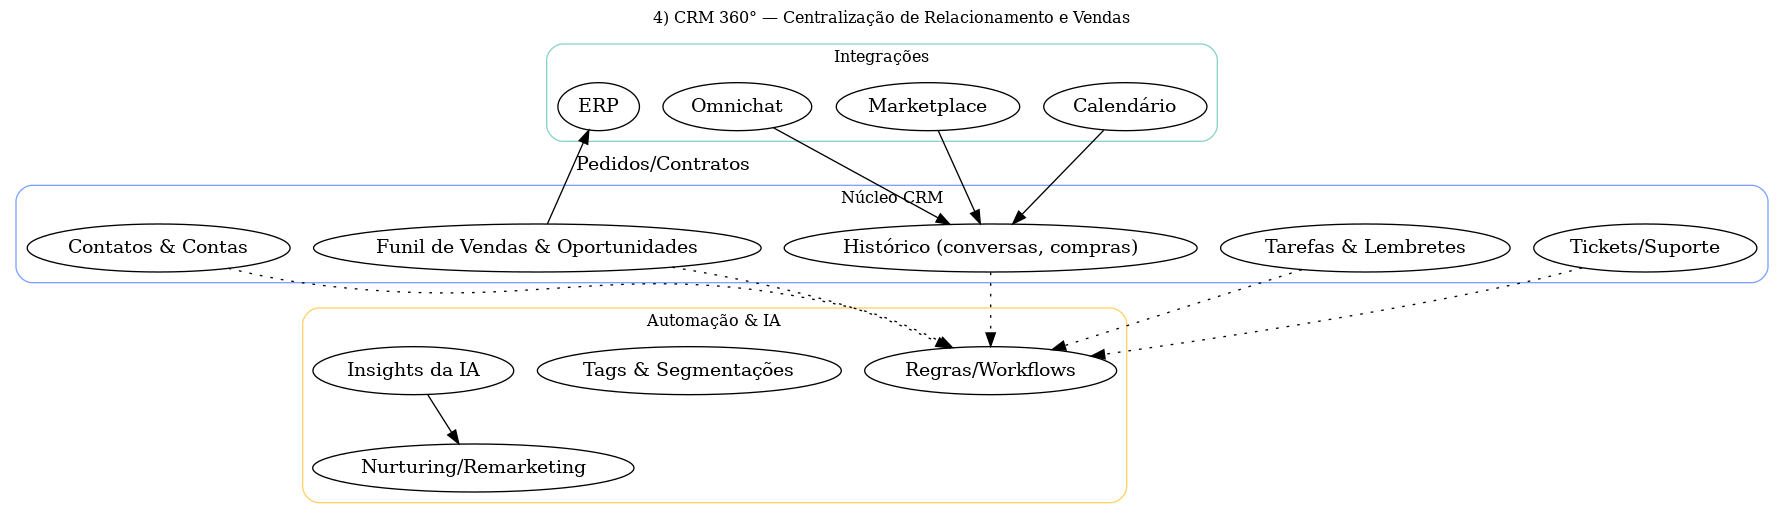 4) CRM 360° — Centralização de Relacionamento e Vendas
Integrações
ERP
Omnichat
Marketplace
Calendário
Pedidos/Contratos
Núcleo CRM
Contatos & Contas
Funil de Vendas & Oportunidades
Histórico (conversas, compras)
Tarefas & Lembretes
Tickets/Suporte
Automação & IA
Insights da IA
Tags & Segmentações
Regras/Workflows
Nurturing/Remarketing